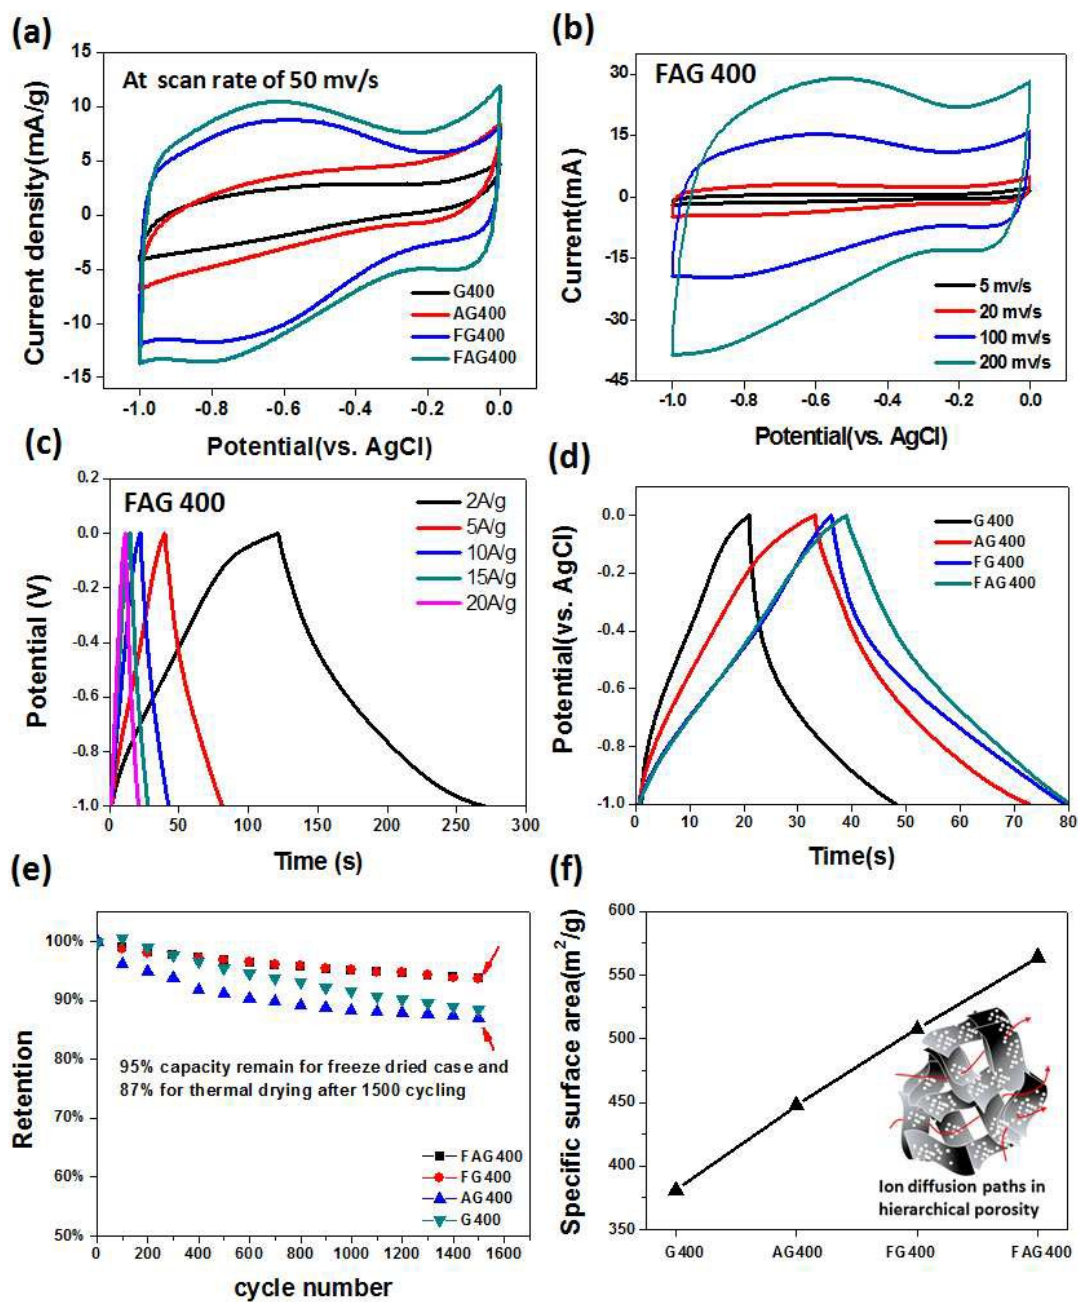 (a)
At scan rate of 50 mv/s
Current density(mA/g)
15
10
5
0
-5
-10
-15
G400
AG400
FG400
FAG400
-1.0 -0.8 -0.6 -0.4 -0.2 0.0
Potential(vs. AgCl)
(b)
FAG 400
Current(mA)
30
15
0
-15
-30
-45
5 mv/s
20 mv/s
100 mv/s
200 mv/s
-1.0 -0.8 -0.6 -0.4 -0.2 0.0
Potential(vs. AgCl)
(c)
FAG 400
Potential (V)
0.2
0.0
-0.2
-0.4
-0.6
-0.8
-1.0
2A/g
5A/g
10A/g
15A/g
20A/g
0 50 100 150 200 250 300
Time (s)
(d)
Potential(vs. AgCl)
0.0
-0.2
-0.4
-0.6
-0.8
-1.0
G400
AG400
FG400
FAG400
0 10 20 30 40 50 60 70 80
Time(s)
(e)
Retention
100%
90%
80%
70%
60%
50%
95% capacity remain for freeze dried case and
87% for thermal drying after 1500 cycling
FAG400
FG400
AG400
G400
0 200 400 600 800 1000 1200 1400 1600
cycle number
(f)
Specific surface area(m²/g)
600
550
500
450
400
350
Ion diffusion paths in
hierarchical porosity
G400 AG400 FG400 FAG400